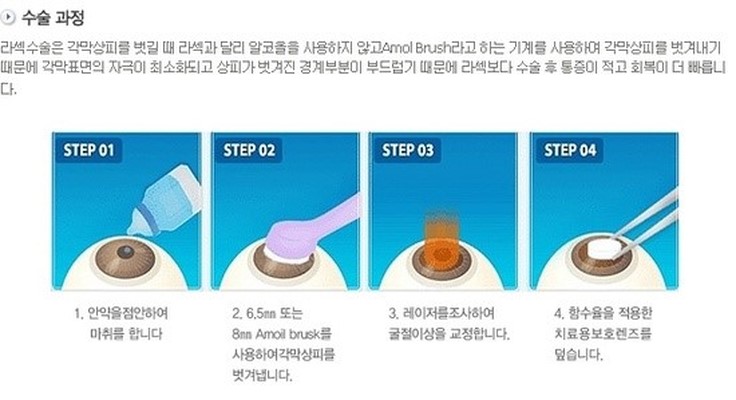 수술 과정
라섹수술은 각막상피를 벗길 때 라섹과 달리 알코올을 사용하지 않고Amol Brush라고 하는 기계를 사용하여 각막상피를 벗겨내기
때문에 각막표면의 자극이 최소화되고 상피가 벗겨진 경계부분이 부드럽기 때문에 라섹보다 수술 후 통증이 적고 회복이 더 빠릅니
다.
STEP 01
STEP 02
STEP 03
STEP 04
1. 안약을점안하여
마취를 합니다
2. 6.5㎜ 또는
8㎜ Amoil brusk를
사용하여각막상피를
벗겨냅니다.
3. 레이저를조사하여
굴절이상을 교정합니다.
4. 함수율을 적용한
치료용보호렌즈를
덮습니다.